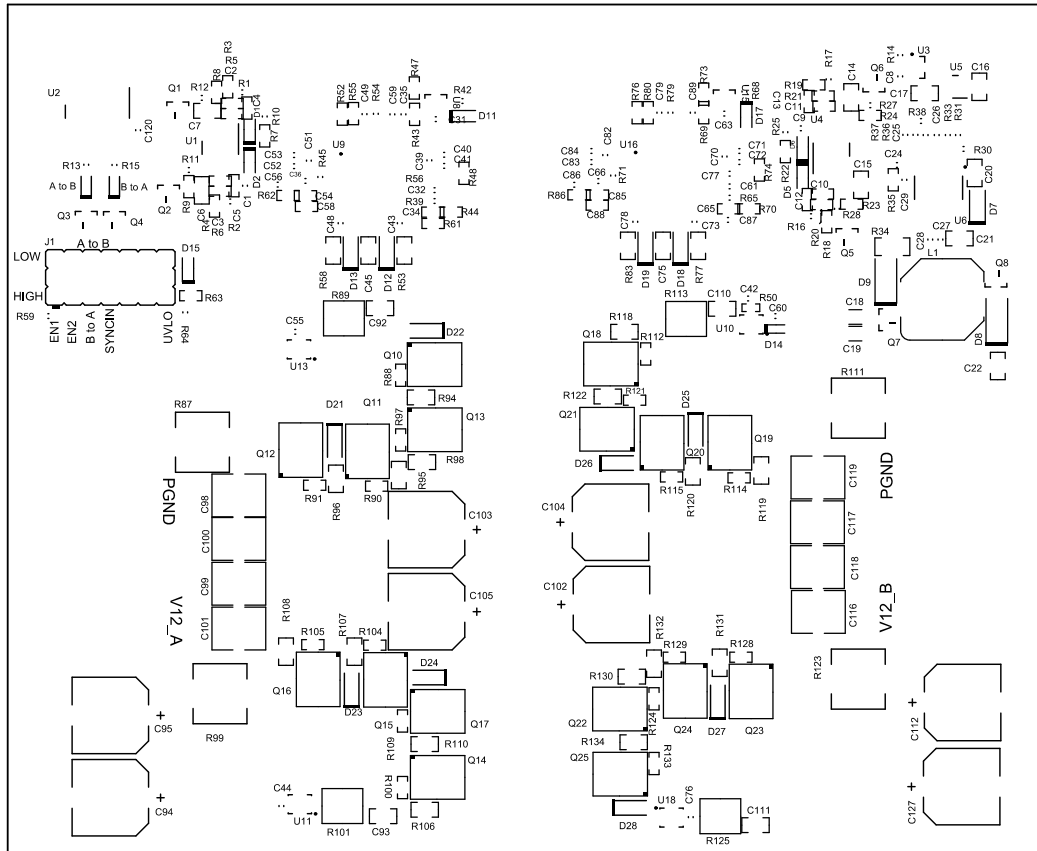 R3
R5
C2
R8
R12
R1
Q1
U2
C120
C7
U1
D1
C4
R10
R7
D2
R11
R13
R15
A to B
B to A
R9
Q2
C6
C3
R6
C5
R2
C1
Q3
Q4
J1
A to B
LOW
HIGH
R59
EN1
EN2
B to A
SYNCIN
UVLO
D15
R63
R64
R52
R55
C49
R54
C59
C35
R47
R43
U8
R42
C31
D11
U9
C51
C53
C52
R45
C36
C56
R62
C58
C54
C39
C40
C41
R48
R56
C32
R39
C34
R44
R61
C48
C43
R58
D13
C45
D12
R53
R89
C92
C55
U13
D22
Q10
R88
R94
Q11
D21
R97
Q13
R98
R95
Q12
R91
R96
R90
R87
PGND
C98
C100
C99
C101
V12_A
C103
+
C105
+
R108
R105
R107
R104
D24
Q16
D23
Q15
Q17
R109
R110
Q14
R100
R106
R99
C95
+
C94
+
C44
U11
R101
C93
R76
R80
C79
R79
C89
R73
R69
U17
R68
D17
C63
U16
C82
C84
C83
C66
R71
R86
C85
C88
C70
C71
C72
R74
C77
C61
R65
C65
C87
R70
C78
C73
R83
D19
C75
D18
R77
R113
C110
C42
R50
C60
U10
D14
Q18
R118
R112
R122
R121
Q21
D25
D26
Q20
Q19
R115
R120
R114
R119
C104
+
C102
+
R132
R129
R131
R128
R130
Q22
R124
Q24
D27
Q23
R134
R133
Q25
D28
U18
C76
R125
C111
R17
R19
R21
C11
C13
U4
C14
Q6
R14
U3
C8
U5
C16
C17
R27
R24
R37
R36
C25
R38
C26
R33
R31
R25
C9
R22
D5
C12
C10
R16
R20
R18
R28
R23
C15
Q5
C24
R35
C29
R30
C20
D7
U6
R34
C28
C27
C21
L1
D9
C18
C19
Q7
Q8
D8
C22
R111
C119
C117
C118
C116
PGND
V12_B
R123
C112
+
C127
+